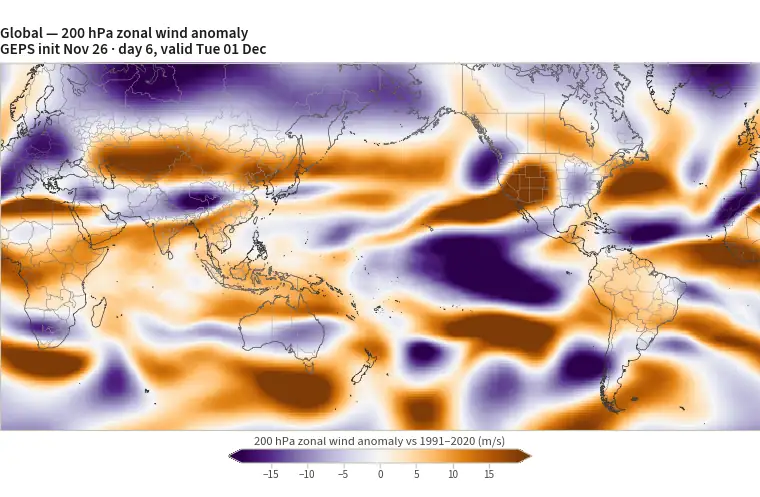 Global — 200 hPa zonal wind anomaly
GEPS init Nov 26 · day 6, valid Tue 01 Dec
200 hPa zonal wind anomaly vs 1991–2020 (m/s)
−15 −10 −5 0 5 10 15